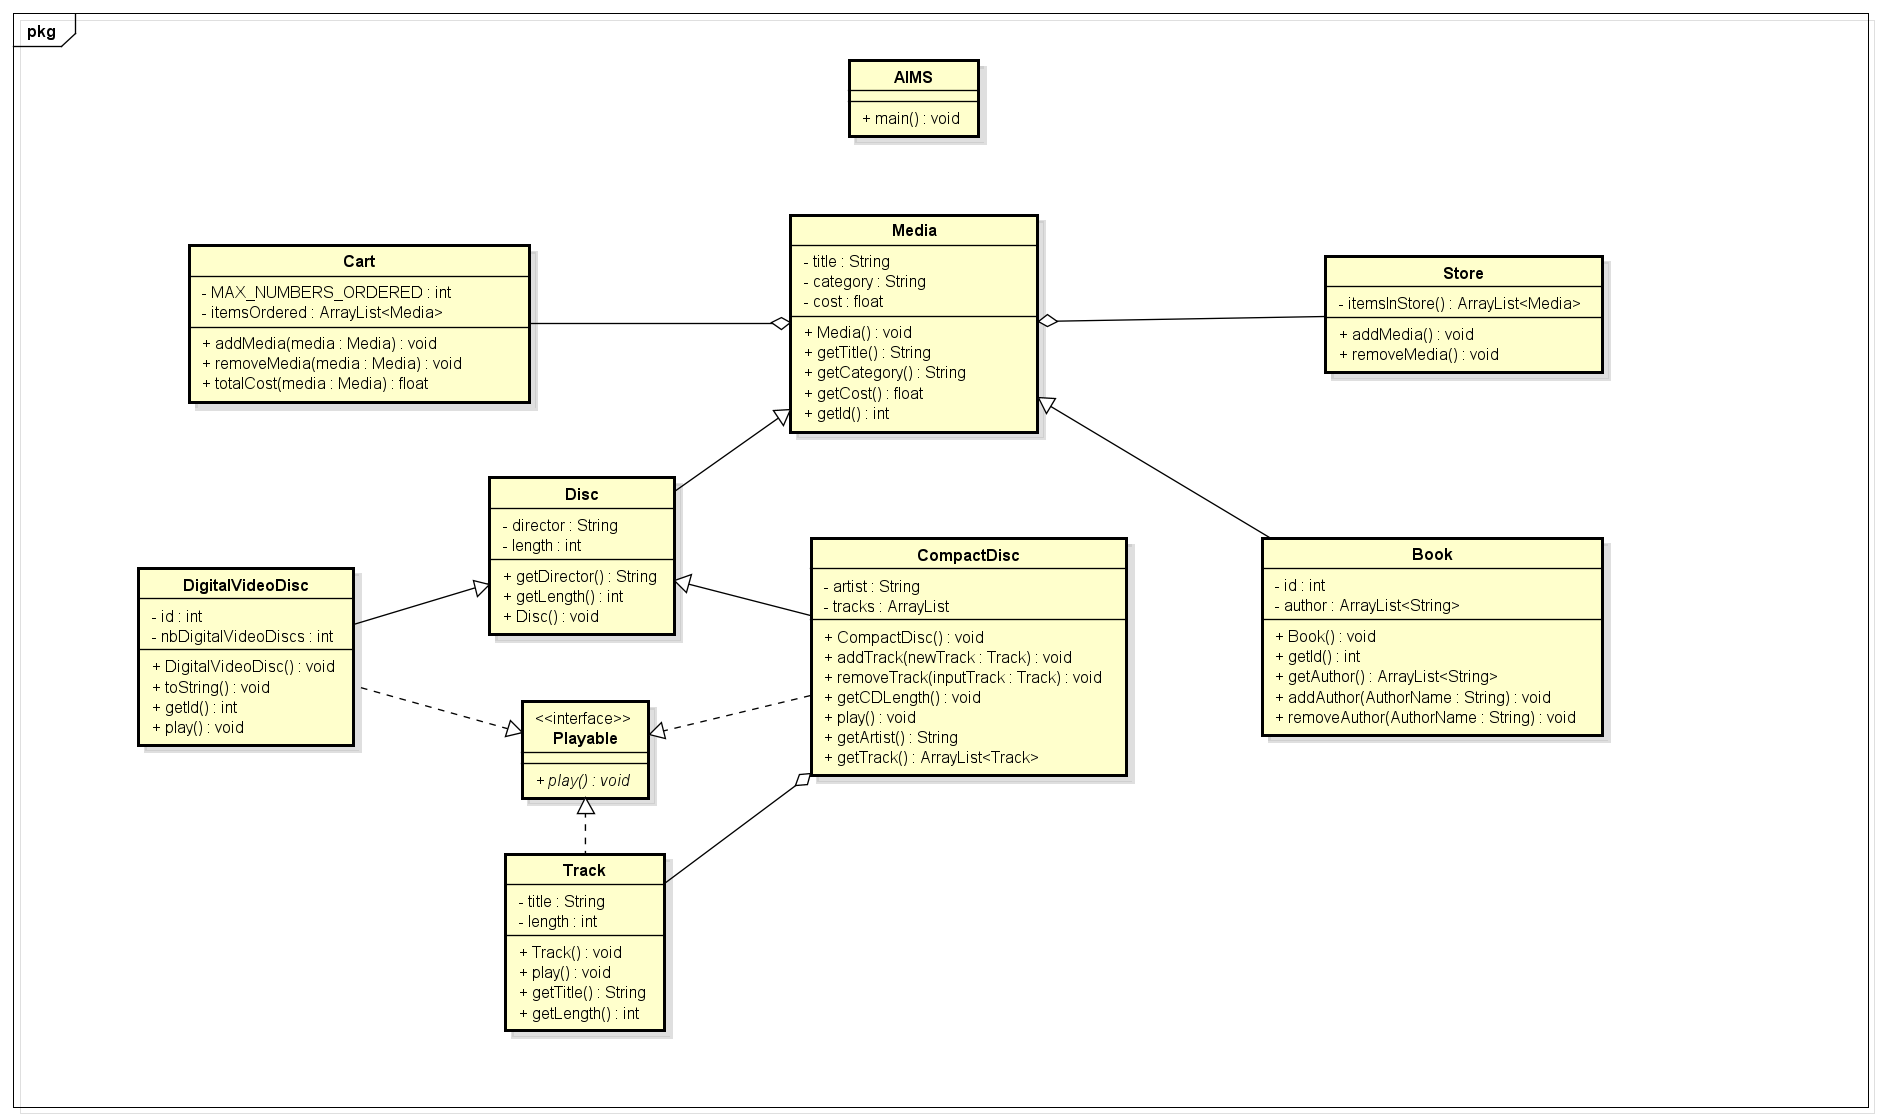 pkg
AIMS
+ main() : void
Media
- title : String
- category : String
- cost : float
+ Media() : void
+ getTitle() : String
+ getCategory() : String
+ getCost() : float
+ getId() : int
Cart
- MAX_NUMBERS_ORDERED : int
- itemsOrdered : ArrayList<Media>
+ addMedia(media : Media) : void
+ removeMedia(media : Media) : void
+ totalCost(media : Media) : float
Store
- itemsInStore() : ArrayList<Media>
+ addMedia() : void
+ removeMedia() : void
Disc
- director : String
- length : int
+ getDirector() : String
+ getLength() : int
+ Disc() : void
CompactDisc
- artist : String
- tracks : ArrayList
+ CompactDisc() : void
+ addTrack(newTrack : Track) : void
+ removeTrack(inputTrack : Track) : void
+ getCDLength() : void
+ play() : void
+ getArtist() : String
+ getTrack() : ArrayList<Track>
Book
- id : int
- author : ArrayList<String>
+ Book() : void
+ getId() : int
+ getAuthor() : ArrayList<String>
+ addAuthor(AuthorName : String) : void
+ removeAuthor(AuthorName : String) : void
DigitalVideoDisc
- id : int
- nbDigitalVideoDiscs : int
+ DigitalVideoDisc() : void
+ toString() : void
+ getId() : int
+ play() : void
<<interface>>
Playable
+ play() : void
Track
- title : String
- length : int
+ Track() : void
+ play() : void
+ getTitle() : String
+ getLength() : int